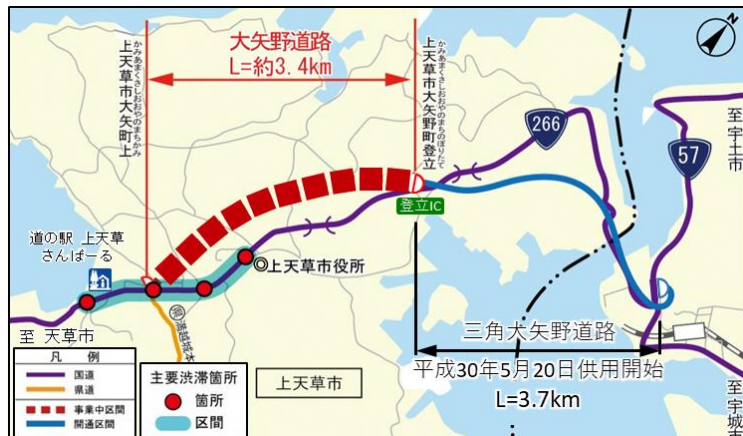 大矢野道路
L=約3.4km
かみあまくさしおおやのまちかみ
上天草市大矢町上
かみあまくさしおおやのまちのぼりたて
上天草市大矢野町登立
N
266
57
至 宇土市
登立IC
道の駅 上天草
さんぱーる
上天草市役所
至 天草市
県
満越城本
三角大矢野道路
平成30年5月20日供用開始
L=3.7km
上天草市
至 宇城市
凡 例
国道
県道
事業中区間
開通区間
主要渋滞箇所
箇所
区間